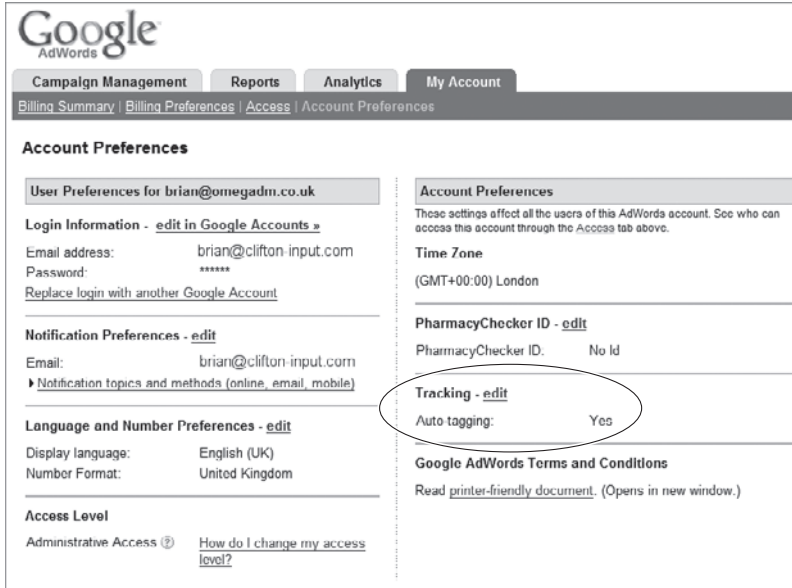 Google
AdWords
Campaign Management Reports Analytics My Account
Billing Summary | Billing Preferences | Access | Account Preferences
Account Preferences
User Preferences for brian@omegadm.co.uk
Login Information - edit in Google Accounts »
Email address: brian@clifton-input.com
Password: ******
Replace login with another Google Account
Notification Preferences - edit
Email: brian@clifton-input.com
Notification topics and methods (online, email, mobile)
Language and Number Preferences - edit
Display language: English (UK)
Number Format: United Kingdom
Access Level
Administrative Access ? How do I change my access
level?
Account Preferences
These settings affect all the users of this AdWords account. See who can
access this account through the Access tab above.
Time Zone
(GMT+00:00) London
PharmacyChecker ID - edit
PharmacyChecker ID: No Id
Tracking - edit
Auto-tagging: Yes
Google AdWords Terms and Conditions
Read printer-friendly document. (Opens in new window.)